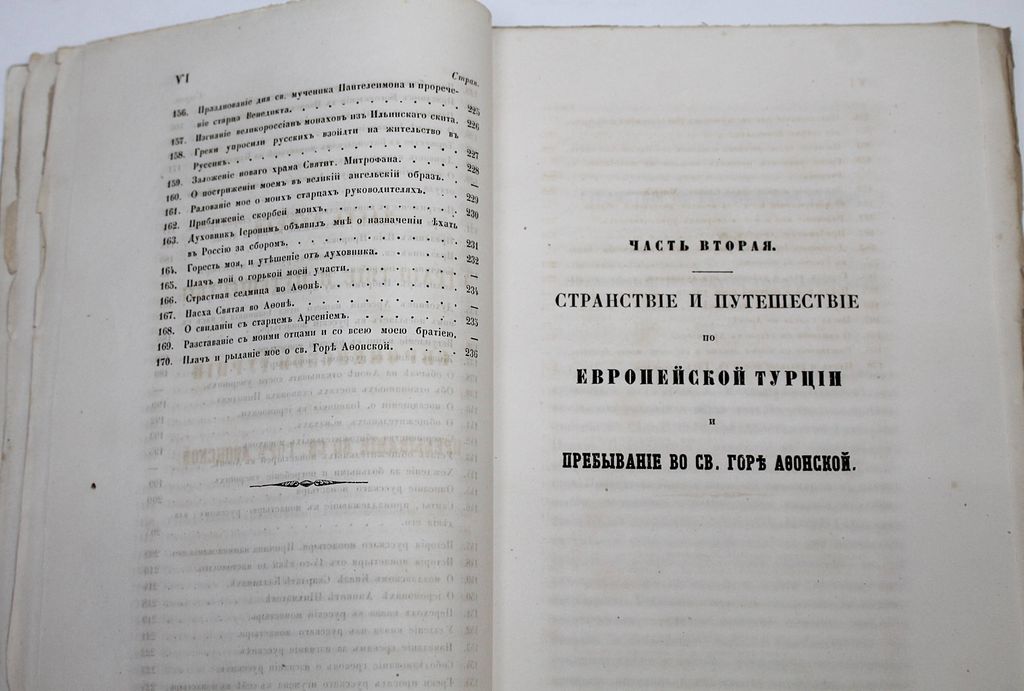 VI
Стран.
156. Празднованіе дня св. мученика Пантелеимона и прорече-
ніе старца Венедикта. 225
157. Изгнаніе великороссіянъ монаховъ изъ Ильинскаго скита. 226
158. Греки упросили русскихъ взойдти на жительство въ
Руссикъ. 227
159. Заложеніе новаго храма Святит. Митрофана. 228
160. О постриженіи моемъ въ великій ангельскій образъ. —
161. Радованіе мое о моихъ старцахъ руководителяхъ. 229
162. Приближеніе скорбей моихъ. 230
163. Духовникъ Іеронимъ объявилъ мнѣ о назначеніи ѣхать
въ Россію за сборомъ. 231
164. Горесть моя, и утѣшеніе отъ духовника. 232
165. Плачъ мой о горькой моей участи. —
166. Страстная седмица во Аѳонѣ. 234
167. Пасха Святая во Аѳонѣ. —
168. О свиданіи съ старцемъ Арсеніемъ. 235
169. Разставаніе съ моими отцами и со всею моею братіею. —
170. Плачъ и рыданіе мое о св. Горѣ Аѳонской. 236
ЧАСТЬ ВТОРАЯ.
СТРАНСТВІЕ И ПУТЕШЕСТВІЕ
ПО
ЕВРОПЕЙСКОЙ ТУРЦІИ
И
ПРЕБЫВАНІЕ ВО СВ. ГОРѢ АѲОНСКОЙ.